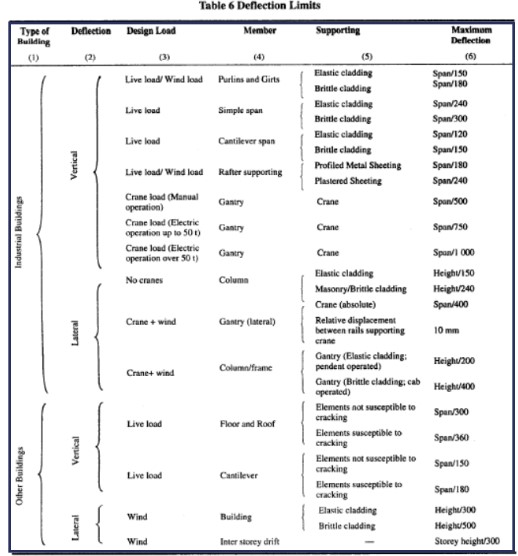 Table 6 Deflection Limits
Type of Building Deflection Design Load Member Supporting Maximum Deflection
(1) (2) (3) (4) (5) (6)
Industrial Buildings
Vertical
Live load/ Wind load Purlins and Girts Elastic cladding Span/150
Brittle cladding Span/180
Live load Simple span Elastic cladding Span/240
Brittle cladding Span/300
Live load Cantilever span Elastic cladding Span/120
Brittle cladding Span/150
Live load/ Wind load Rafter supporting Profiled Metal Sheeting Span/180
Plastered Sheeting Span/240
Crane load (Manual operation) Gantry Crane Span/500
Crane load (Electric operation up to 50 t) Gantry Crane Span/750
Crane load (Electric operation over 50 t) Gantry Crane Span/1 000
Lateral
No cranes Column Elastic cladding Height/150
Masonry/Brittle cladding Height/240
Crane + wind Gantry (lateral) Crane (absolute) Span/400
Relative displacement between rails supporting crane 10 mm
Crane+ wind Column/frame Gantry (Elastic cladding; pendent operated) Height/200
Gantry (Brittle cladding; cab operated) Height/400
Other Buildings
Vertical
Live load Floor and Roof Elements not susceptible to cracking Span/300
Elements susceptible to cracking Span/360
Live load Cantilever Elements not susceptible to cracking Span/150
Elements susceptible to cracking Span/180
Lateral
Wind Building Elastic cladding Height/300
Brittle cladding Height/500
Wind Inter storey drift — Storey height/300